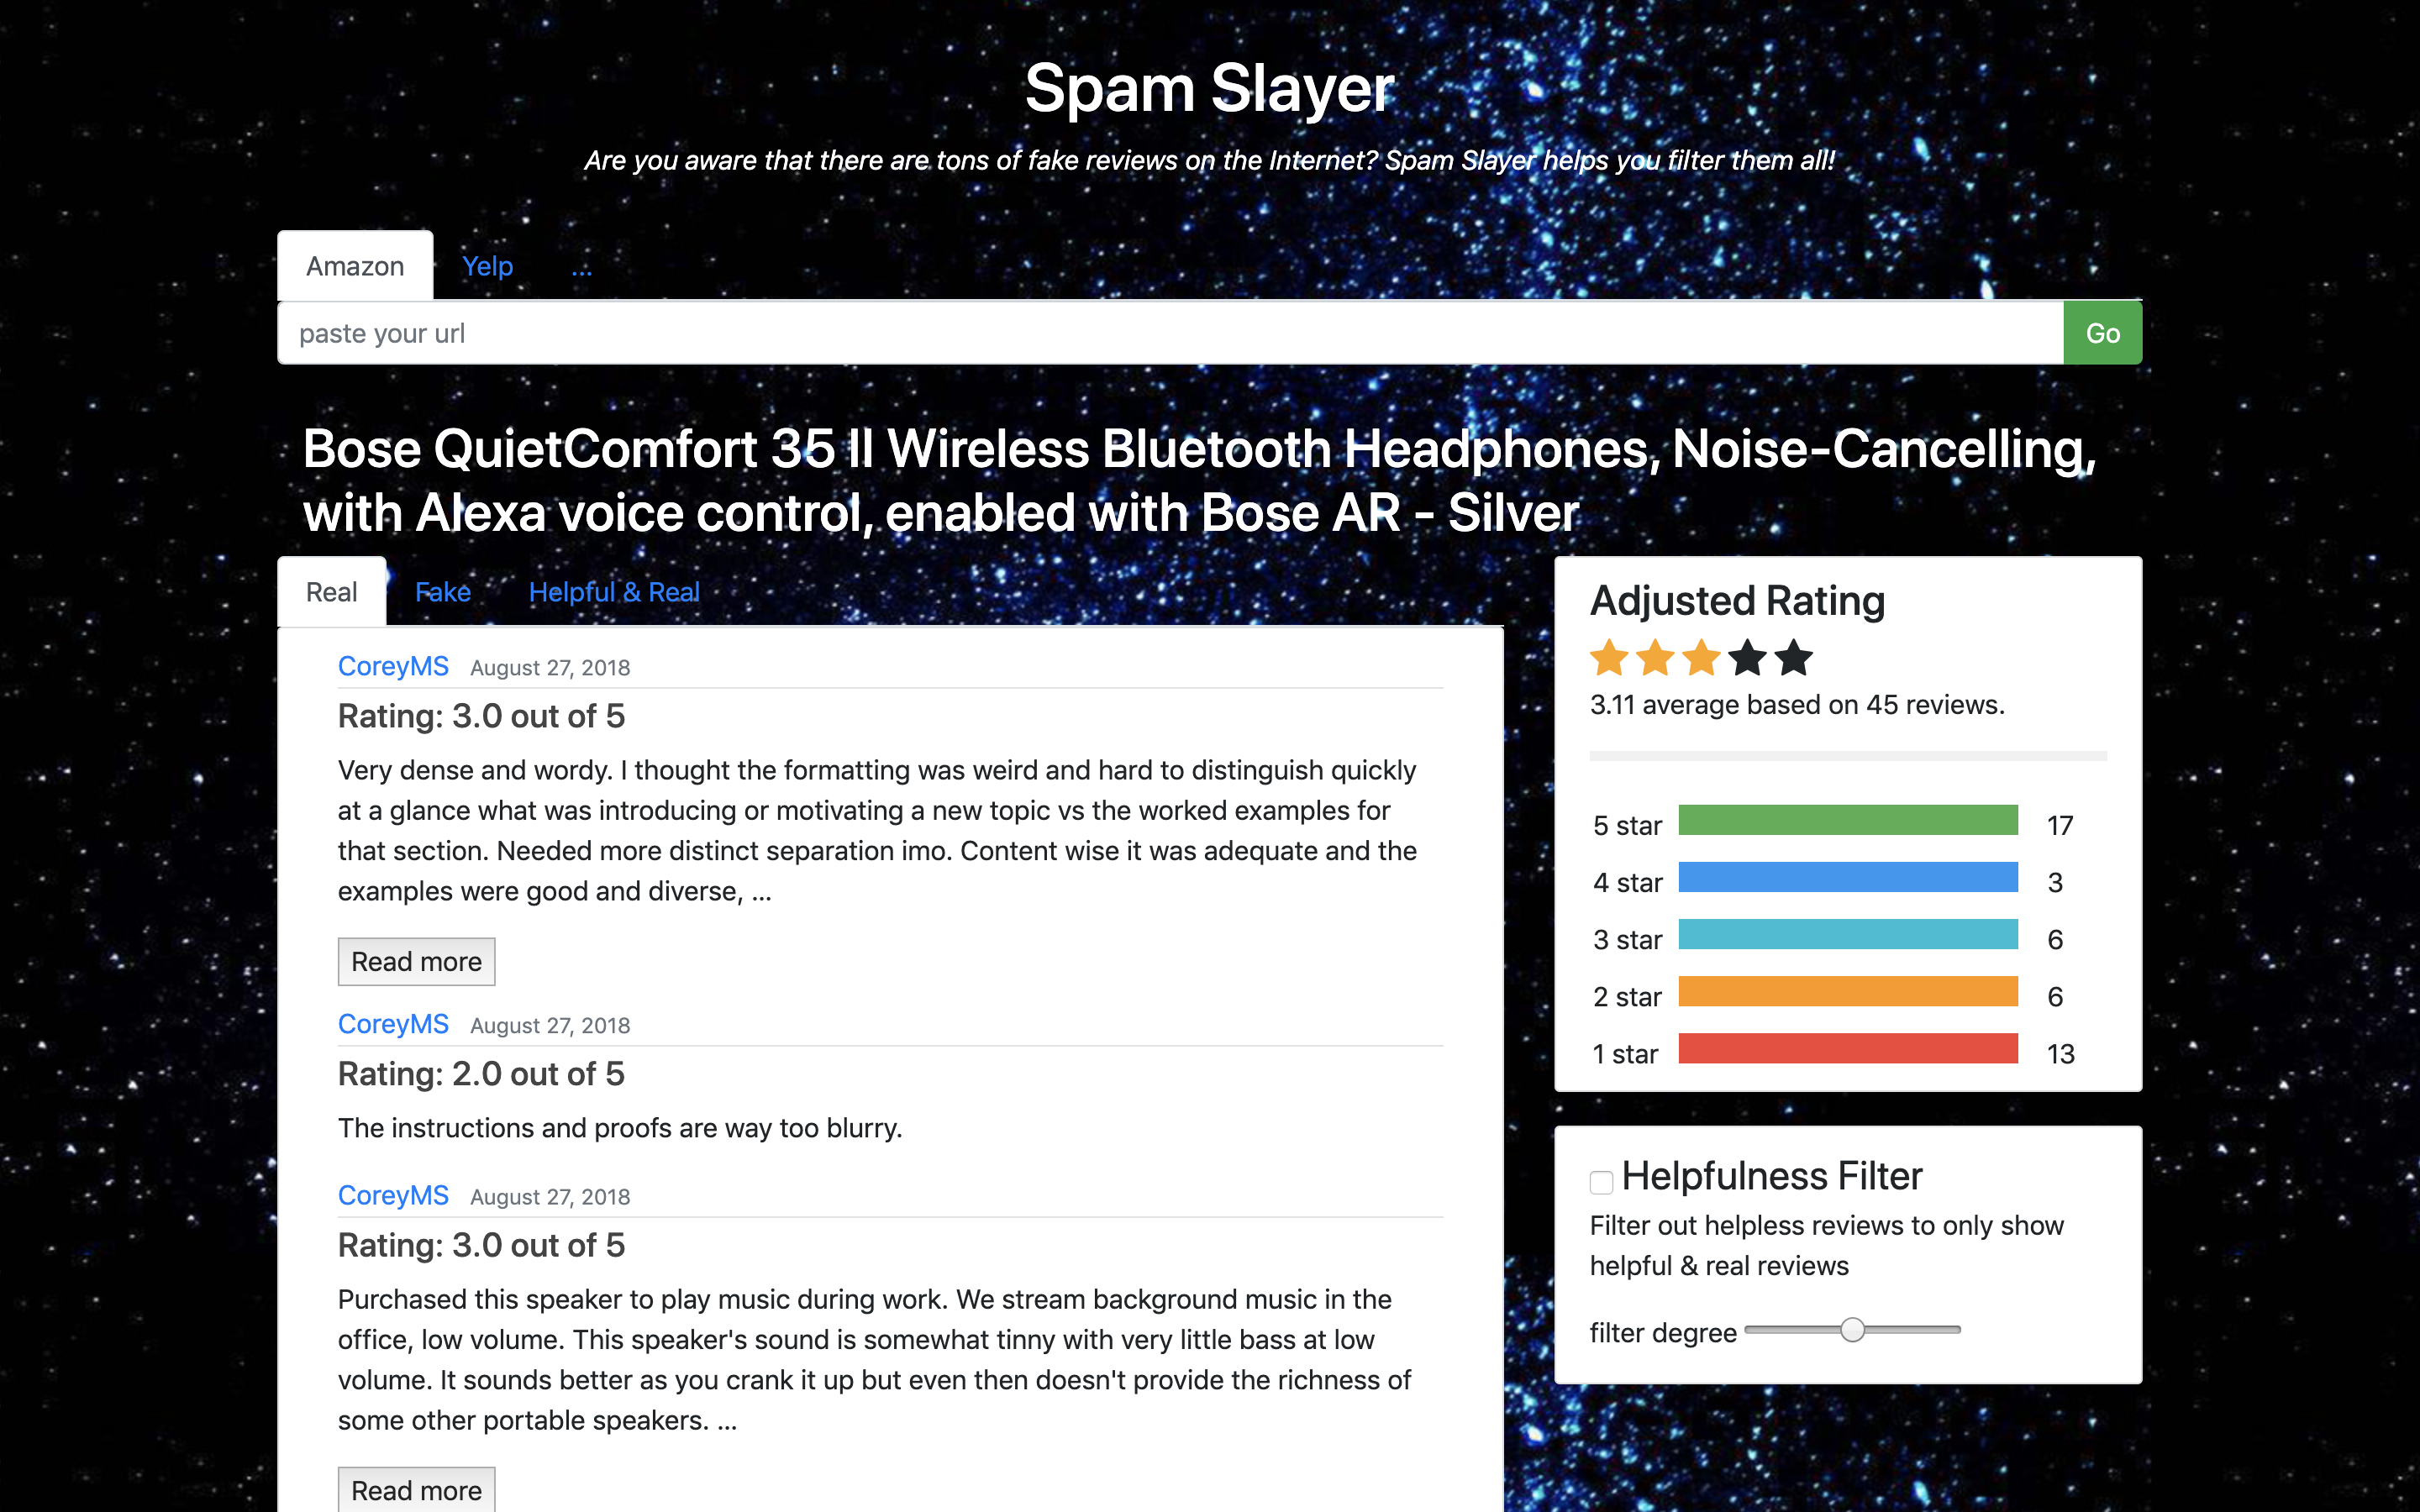 Spam Slayer
Are you aware that there are tons of fake reviews on the Internet? Spam Slayer helps you filter them all!
Amazon
Yelp
...
paste your url
Go
Bose QuietComfort 35 II Wireless Bluetooth Headphones, Noise-Cancelling,
with Alexa voice control, enabled with Bose AR - Silver
Real
Fake
Helpful & Real
CoreyMS August 27, 2018
Rating: 3.0 out of 5
Very dense and wordy. I thought the formatting was weird and hard to distinguish quickly
at a glance what was introducing or motivating a new topic vs the worked examples for
that section. Needed more distinct separation imo. Content wise it was adequate and the
examples were good and diverse, ...
Read more
CoreyMS August 27, 2018
Rating: 2.0 out of 5
The instructions and proofs are way too blurry.
CoreyMS August 27, 2018
Rating: 3.0 out of 5
Purchased this speaker to play music during work. We stream background music in the
office, low volume. This speaker's sound is somewhat tinny with very little bass at low
volume. It sounds better as you crank it up but even then doesn't provide the richness of
some other portable speakers. ...
Read more
Adjusted Rating
3.11 average based on 45 reviews.
5 star 17
4 star 3
3 star 6
2 star 6
1 star 13
Helpfulness Filter
Filter out helpless reviews to only show
helpful & real reviews
filter degree